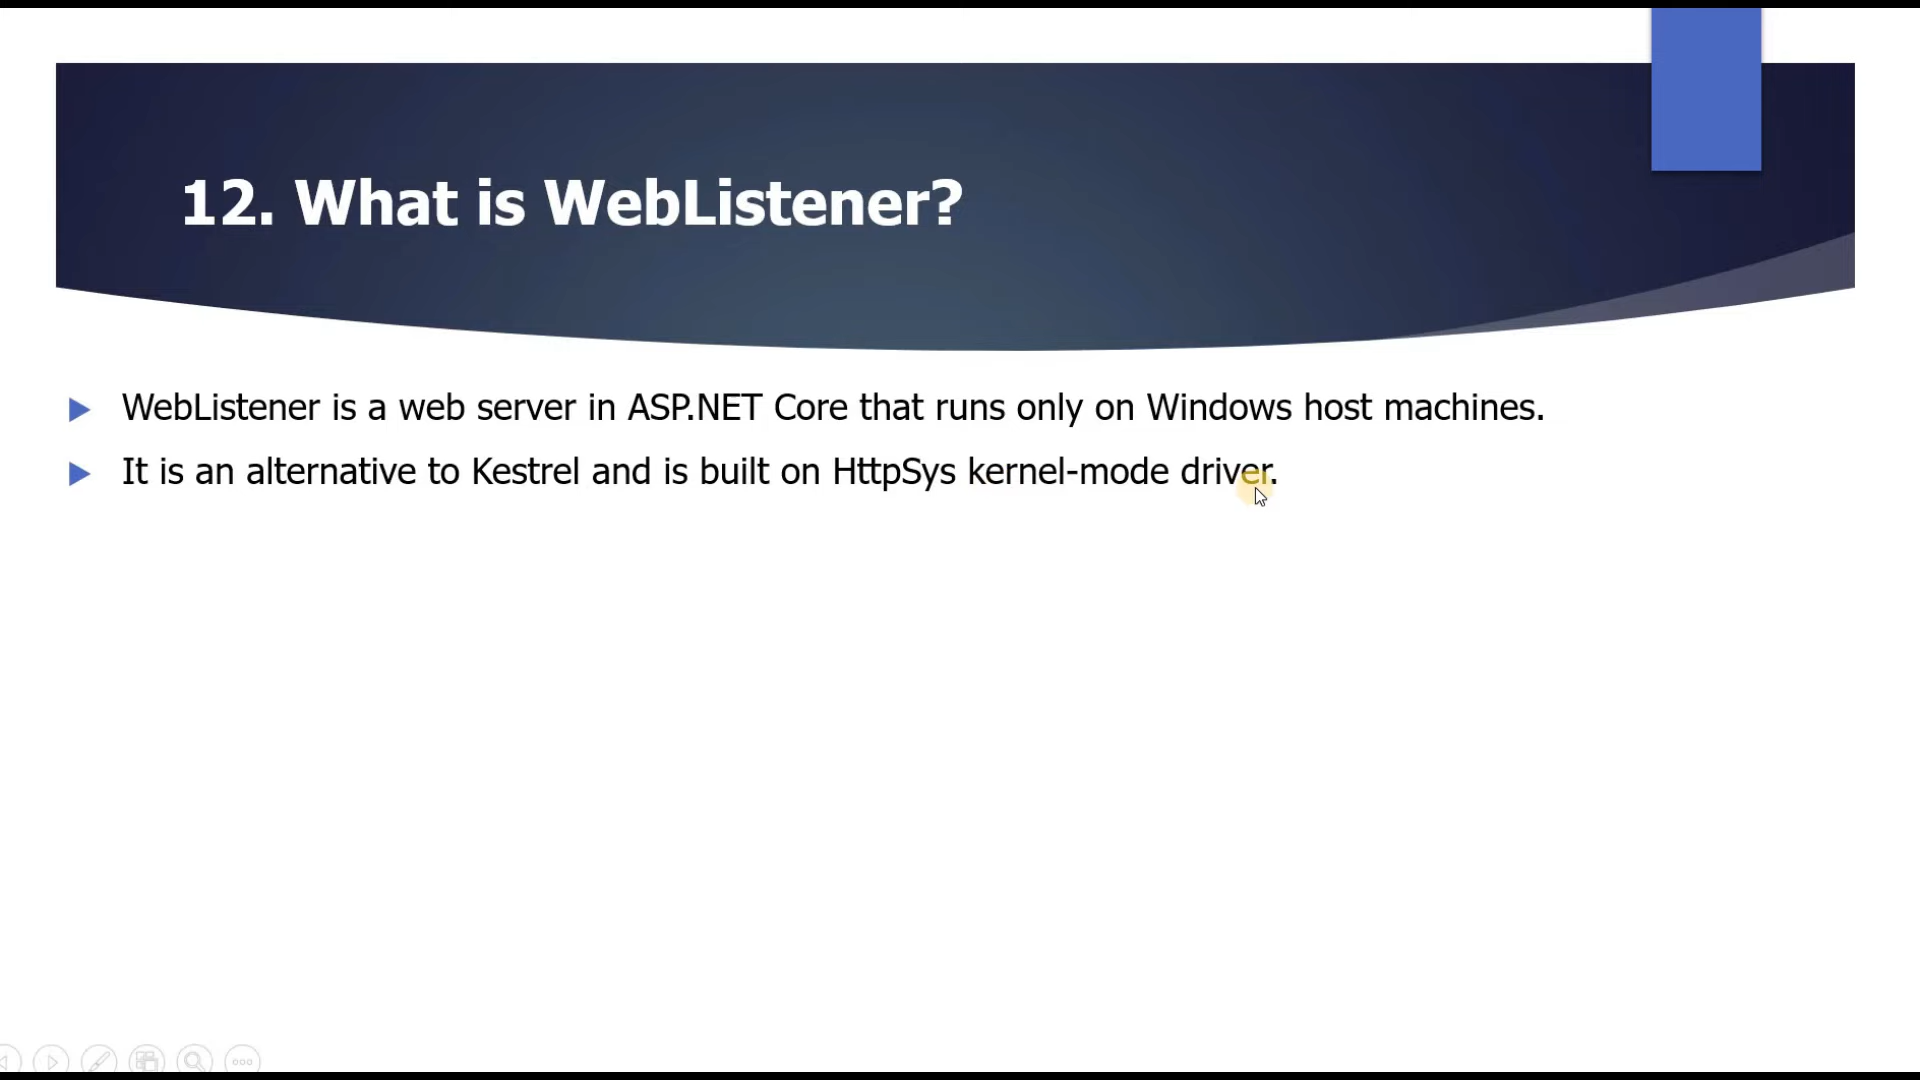 12. What is WebListener?
WebListener is a web server in ASP.NET Core that runs only on Windows host machines.
It is an alternative to Kestrel and is built on HttpSys kernel-mode driver.